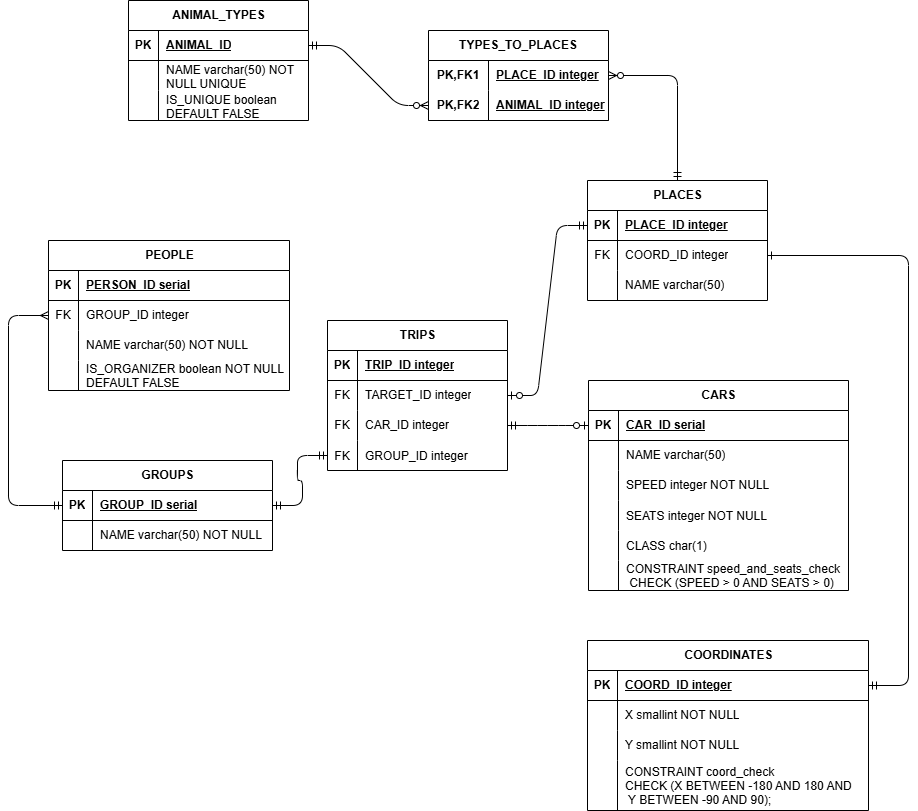 ANIMAL_TYPES
PK ANIMAL_ID
NAME varchar(50) NOT
NULL UNIQUE
IS_UNIQUE boolean
DEFAULT FALSE
TYPES_TO_PLACES
PK,FK1 PLACE_ID integer
PK,FK2 ANIMAL_ID integer
PLACES
PK PLACE_ID integer
FK COORD_ID integer
NAME varchar(50)
PEOPLE
PK PERSON_ID serial
FK GROUP_ID integer
NAME varchar(50) NOT NULL
IS_ORGANIZER boolean NOT NULL
DEFAULT FALSE
TRIPS
PK TRIP_ID integer
FK TARGET_ID integer
FK CAR_ID integer
FK GROUP_ID integer
CARS
PK CAR_ID serial
NAME varchar(50)
SPEED integer NOT NULL
SEATS integer NOT NULL
CLASS char(1)
CONSTRAINT speed_and_seats_check
CHECK (SPEED > 0 AND SEATS > 0)
GROUPS
PK GROUP_ID serial
NAME varchar(50) NOT NULL
COORDINATES
PK COORD_ID integer
X smallint NOT NULL
Y smallint NOT NULL
CONSTRAINT coord_check
CHECK (X BETWEEN -180 AND 180 AND
Y BETWEEN -90 AND 90);